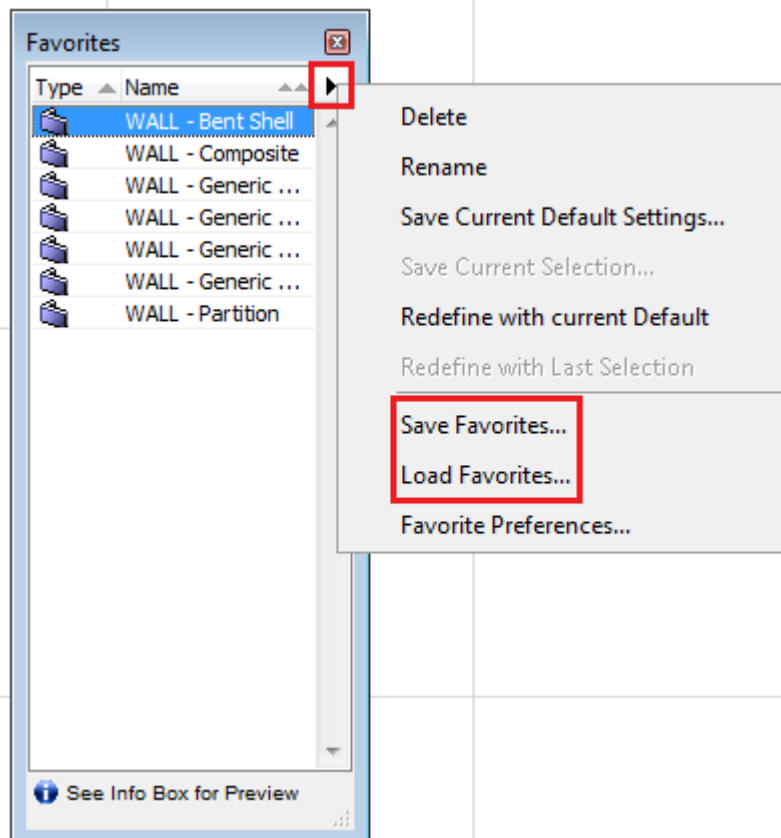 Favorites
Type Name
WALL - Bent Shell
WALL - Composite
WALL - Generic ...
WALL - Generic ...
WALL - Generic ...
WALL - Generic ...
WALL - Partition
See Info Box for Preview
Delete
Rename
Save Current Default Settings...
Save Current Selection...
Redefine with current Default
Redefine with Last Selection
Save Favorites...
Load Favorites...
Favorite Preferences...